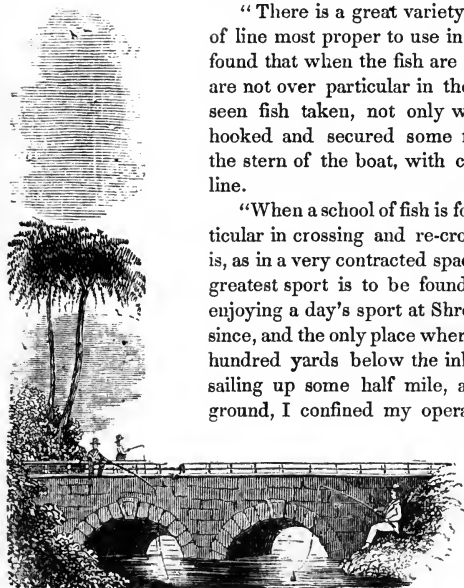 “There is a great variety
of line most proper to use in
found that when the fish are
are not over particular in the
seen fish taken, not only w
hooked and secured some
the stern of the boat, with c
line.
“When a school of fish is fo
ticular in crossing and re-cro
is, as in a very contracted spac
greatest sport is to be found
enjoying a day’s sport at Shre
since, and the only place wher
hundred yards below the inl
sailing up some half mile, a
ground, I confined my opera